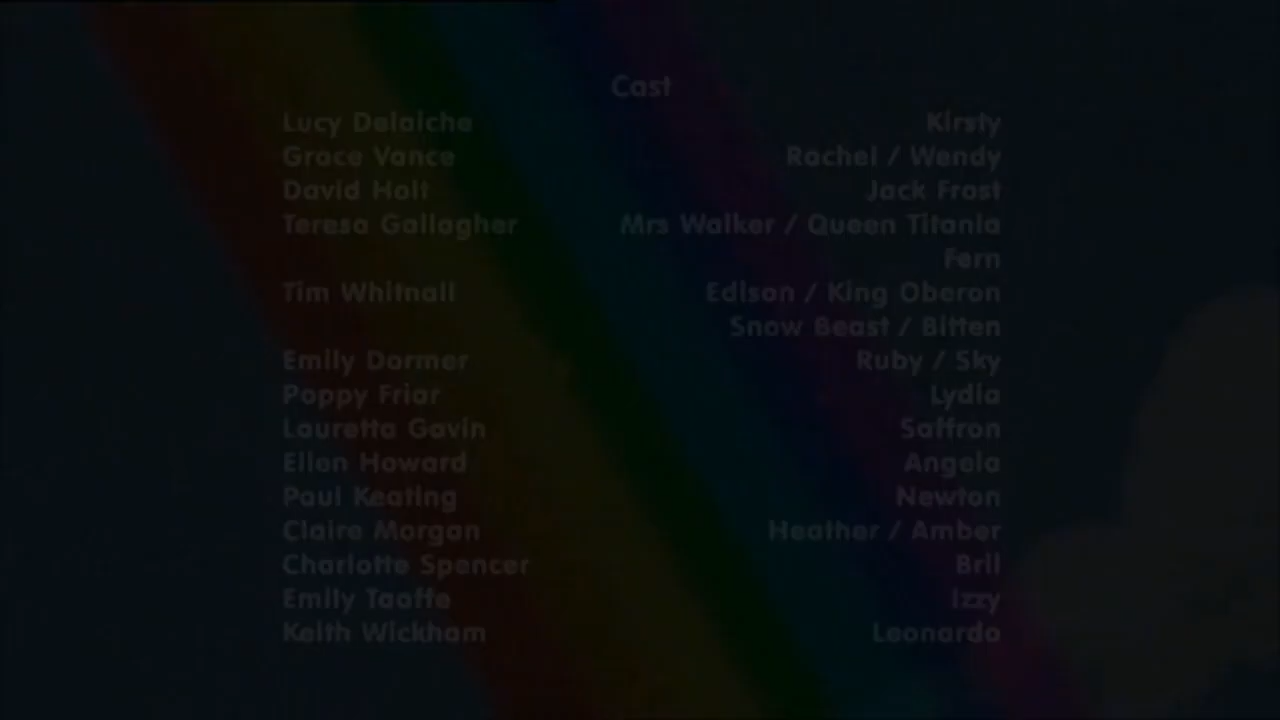 Cast
Lucy Delaiche Kirsty
Grace Vance Rachel / Wendy
David Holt Jack Frost
Teresa Gallagher Mrs Walker / Queen Titania
Fern
Tim Whitnall Edison / King Oberon
Snow Beast / Bitten
Emily Dormer Ruby / Sky
Poppy Friar Lydia
Lauretta Gavin Saffron
Ellen Howard Angela
Paul Keating Newton
Claire Morgan Heather / Amber
Charlotte Spencer Bril
Emily Taaffe Izzy
Keith Wickham Leonardo